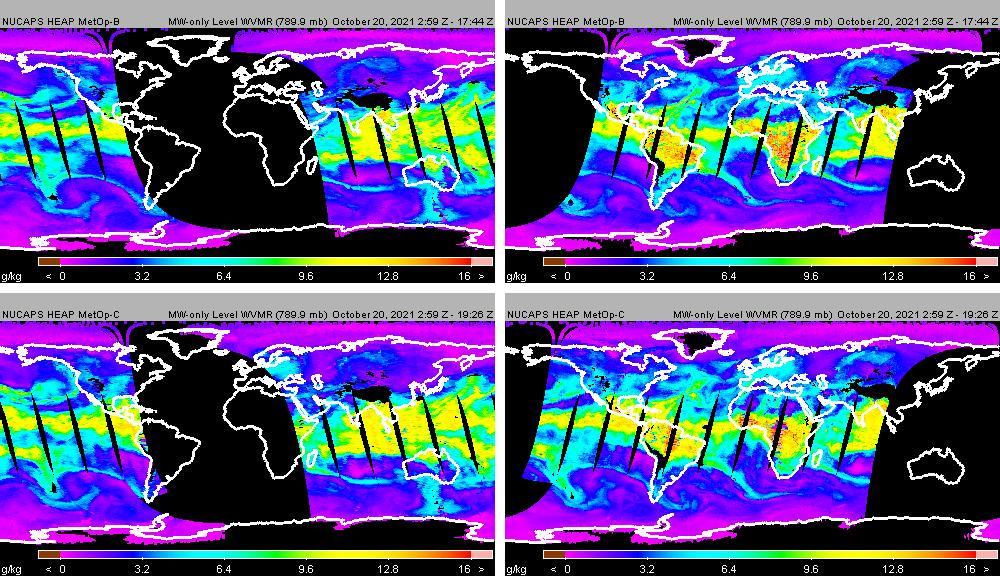 NUCAPS HEAP MetOp-B MW-only Level WVMR (789.9 mb) October 20, 2021 2:59 Z - 17:44 Z
g/kg < 0 3.2 6.4 9.6 12.8 16 >
NUCAPS HEAP MetOp-B MW-only Level WVMR (789.9 mb) October 20, 2021 2:59 Z - 17:44 Z
g/kg < 0 3.2 6.4 9.6 12.8 16 >
NUCAPS HEAP MetOp-C MW-only Level WVMR (789.9 mb) October 20, 2021 2:59 Z - 19:26 Z
g/kg < 0 3.2 6.4 9.6 12.8 16 >
NUCAPS HEAP MetOp-C MW-only Level WVMR (789.9 mb) October 20, 2021 2:59 Z - 19:26 Z
g/kg < 0 3.2 6.4 9.6 12.8 16 >